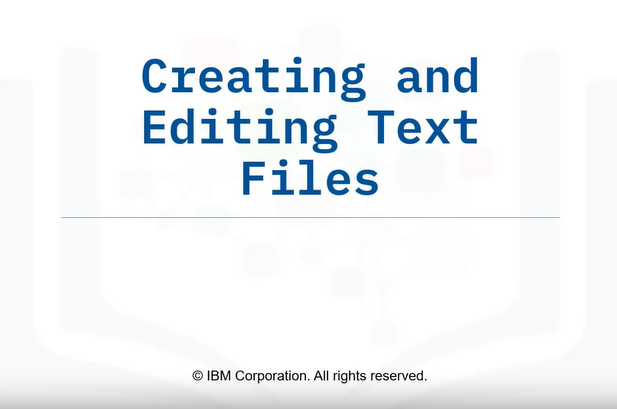 Creating and
Editing Text
Files
© IBM Corporation. All rights reserved.